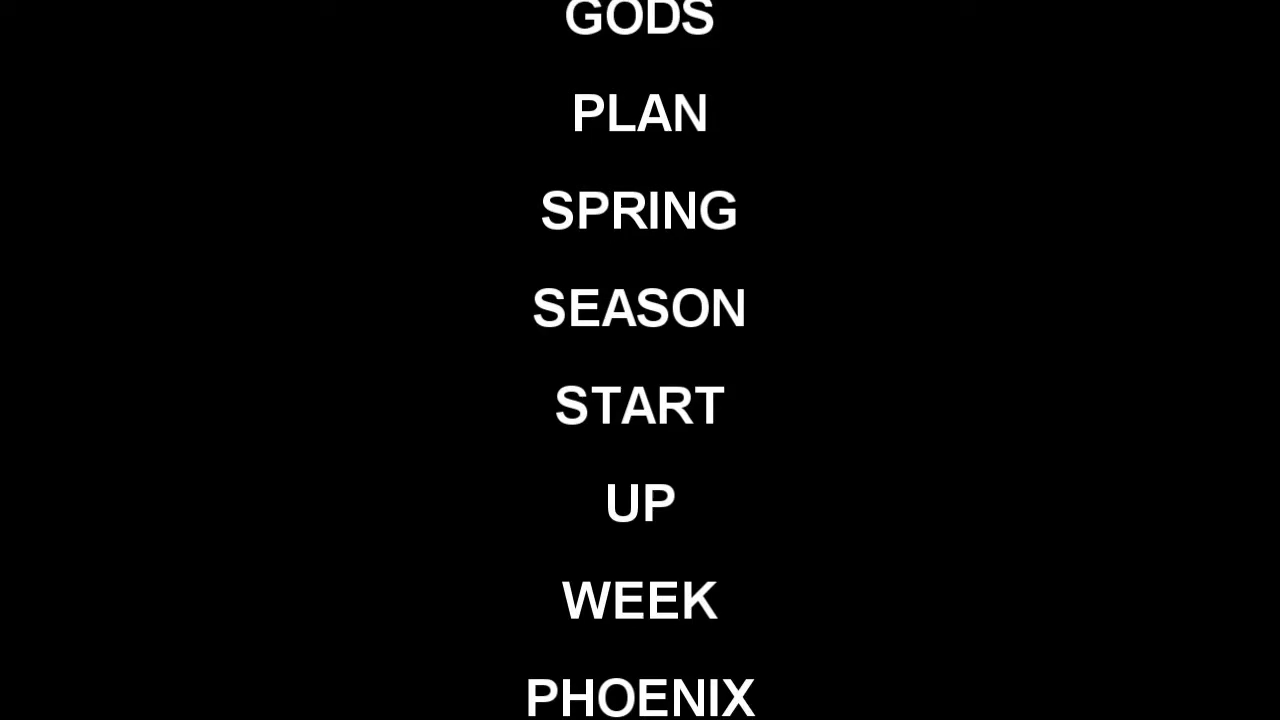 GODS
PLAN
SPRING
SEASON
START
UP
WEEK
PHOENIX